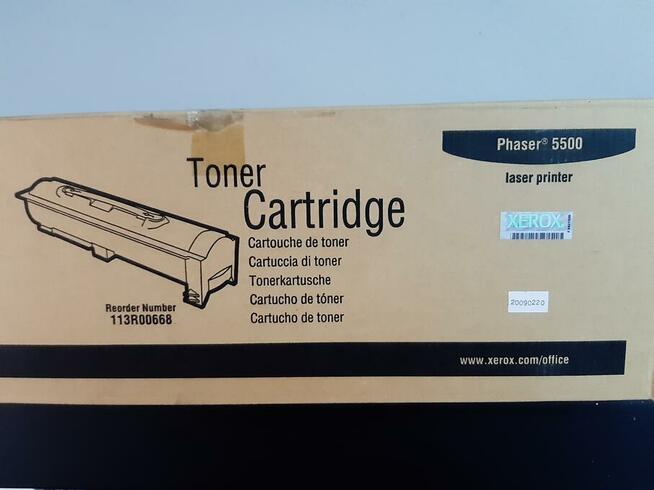 Phaser® 5500
laser printer
XEROX
Toner
Cartridge
Cartouche de toner
Cartuccia di toner
Tonerkartusche
Cartucho de tóner
Cartucho de toner
Reorder Number
113R00668
20090220
www.xerox.com/office